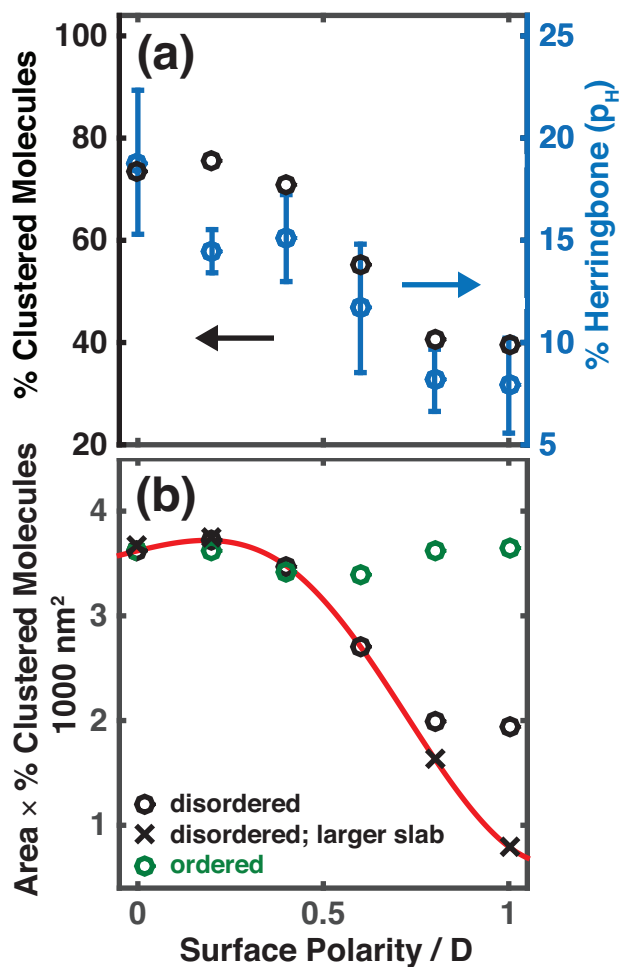 (a)
% Clustered Molecules
100
80
60
40
20
25
20
15
10
5
% Herringbone (pH)
(b)
Area × % Clustered Molecules
1000 nm²
4
3
2
1
disordered
disordered; larger slab
ordered
0
0.5
1
Surface Polarity / D